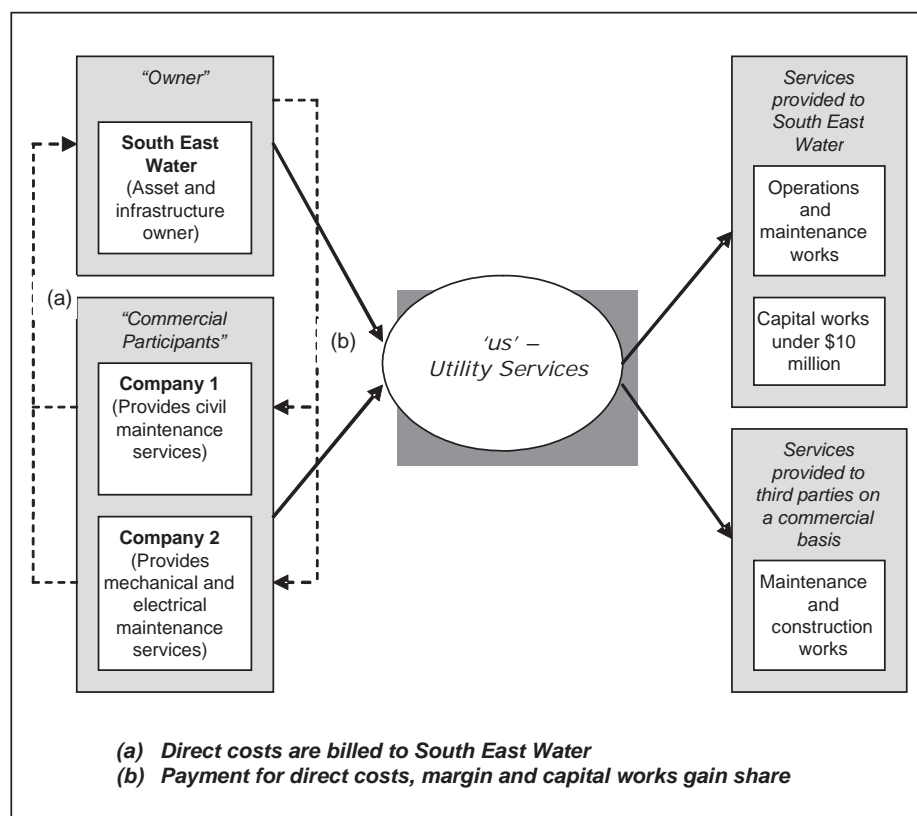 “Owner”
South East
Water
(Asset and
infrastructure
owner)
(a)
“Commercial
Participants”
(b)
Company 1
(Provides civil
maintenance
services)
Company 2
(Provides
mechanical and
electrical
maintenance
services)
‘us’ –
Utility Services
Services
provided to
South East
Water
Operations
and
maintenance
works
Capital works
under $10
million
Services
provided to
third parties on
a commercial
basis
Maintenance
and
construction
works
(a) Direct costs are billed to South East Water
(b) Payment for direct costs, margin and capital works gain share